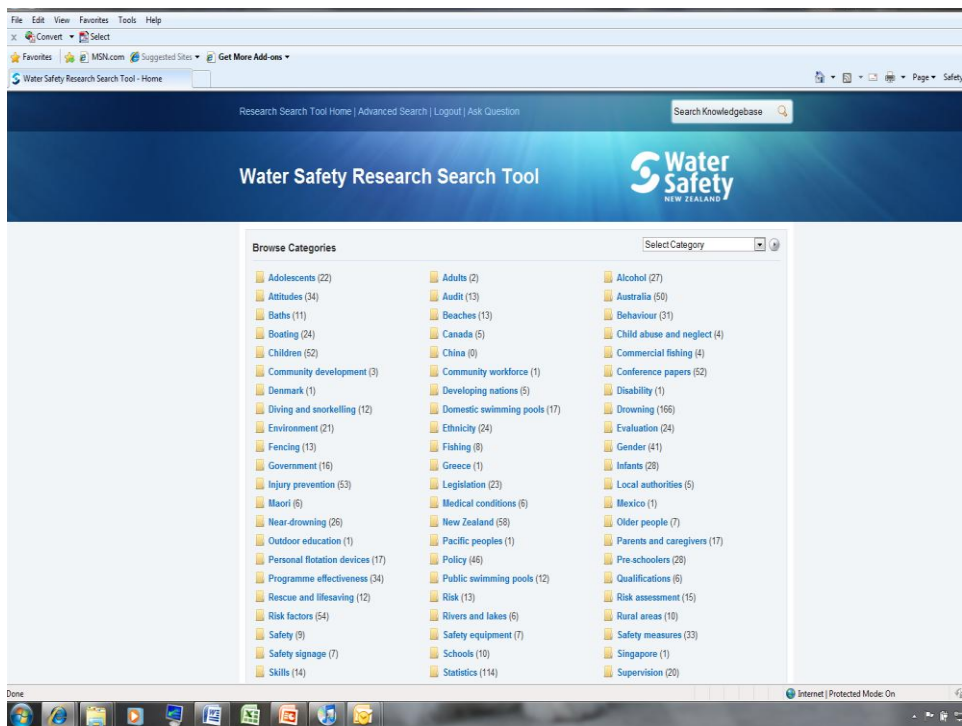 File Edit View Favorites Tools Help
x Convert Select
Favorites MSN.com Suggested Sites Get More Add-ons
Water Safety Research Search Tool - Home Page Safety
Research Search Tool Home | Advanced Search | Logout | Ask Question Search Knowledgebase
Water Safety Research Search Tool
Water
Safety
NEW ZEALAND
Browse Categories Select Category
Adolescents (22) Adults (2) Alcohol (27)
Attitudes (34) Audit (13) Australia (50)
Baths (11) Beaches (13) Behaviour (31)
Boating (24) Canada (5) Child abuse and neglect (4)
Children (52) China (0) Commercial fishing (4)
Community development (3) Community workforce (1) Conference papers (52)
Denmark (1) Developing nations (5) Disability (1)
Diving and snorkelling (12) Domestic swimming pools (17) Drowning (166)
Environment (21) Ethnicity (24) Evaluation (24)
Fencing (13) Fishing (8) Gender (41)
Government (16) Greece (1) Infants (28)
Injury prevention (53) Legislation (23) Local authorities (5)
Maori (6) Medical conditions (6) Mexico (1)
Near-drowning (26) New Zealand (58) Older people (7)
Outdoor education (1) Pacific peoples (1) Parents and caregivers (17)
Personal flotation devices (17) Policy (46) Pre-schoolers (28)
Programme effectiveness (34) Public swimming pools (12) Qualifications (6)
Rescue and lifesaving (12) Risk (13) Risk assessment (15)
Risk factors (54) Rivers and lakes (6) Rural areas (10)
Safety (9) Safety equipment (7) Safety measures (33)
Safety signage (7) Schools (10) Singapore (1)
Skills (14) Statistics (114) Supervision (20)
Done Internet | Protected Mode: On